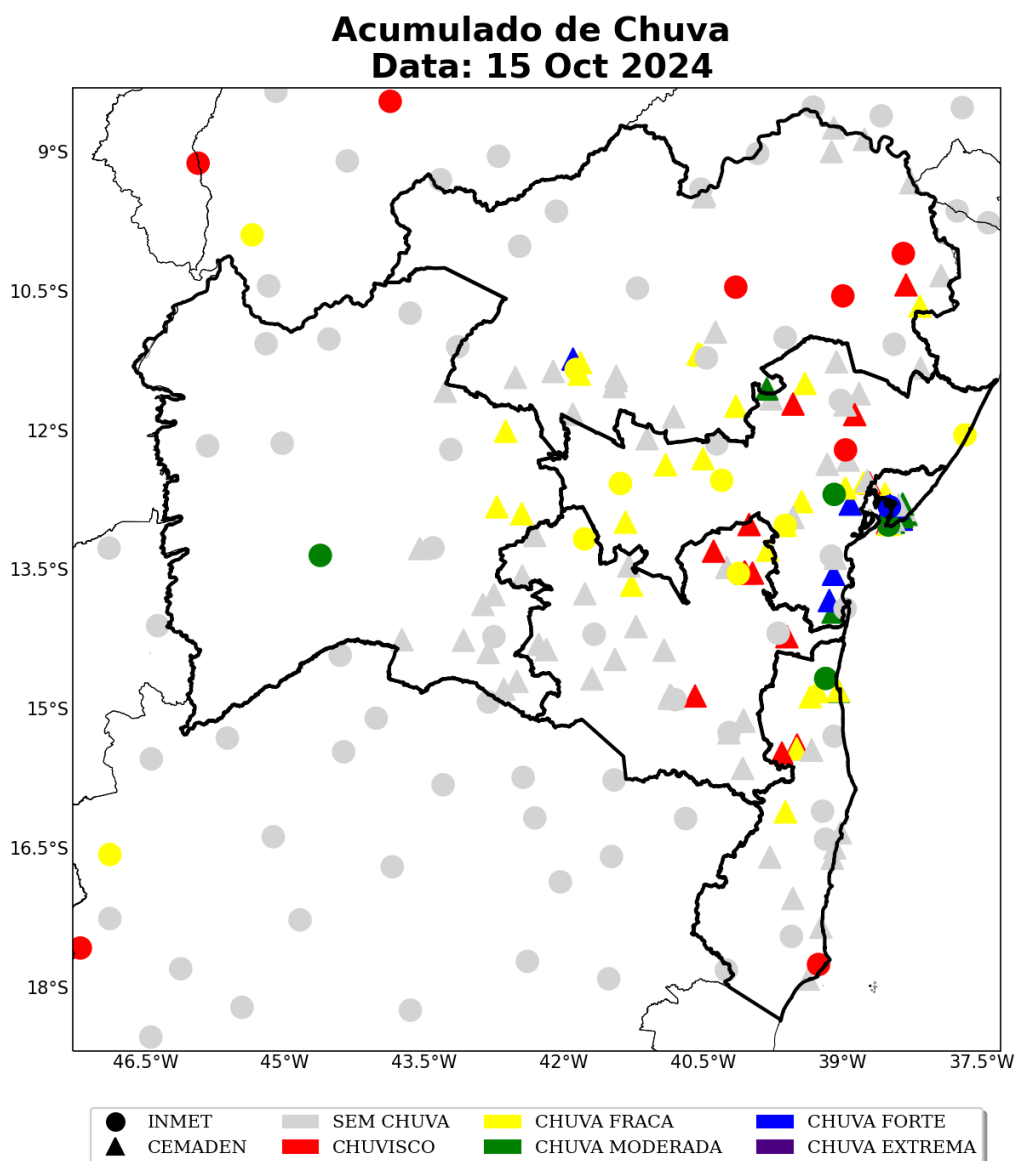 Acumulado de Chuva
Data: 15 Oct 2024
9°S
10.5°S
12°S
13.5°S
15°S
16.5°S
18°S
46.5°W 45°W 43.5°W 42°W 40.5°W 39°W 37.5°W
INMET SEM CHUVA CHUVA FRACA CHUVA FORTE
CEMADEN CHUVISCO CHUVA MODERADA CHUVA EXTREMA